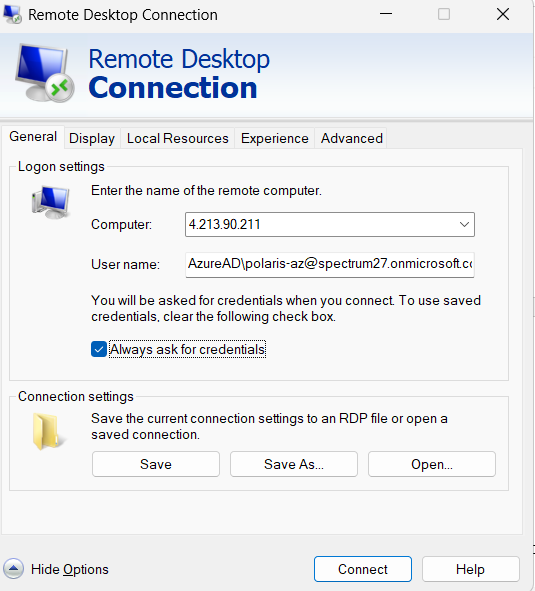 Remote Desktop Connection
Remote Desktop
Connection
General Display Local Resources Experience Advanced
Logon settings
Enter the name of the remote computer.
Computer: 4.213.90.211
User name: AzureAD\polaris-az@spectrum27.onmicrosoft.cc
You will be asked for credentials when you connect. To use saved
credentials, clear the following check box.
Always ask for credentials
Connection settings
Save the current connection settings to an RDP file or open a
saved connection.
Save Save As... Open...
Hide Options Connect Help